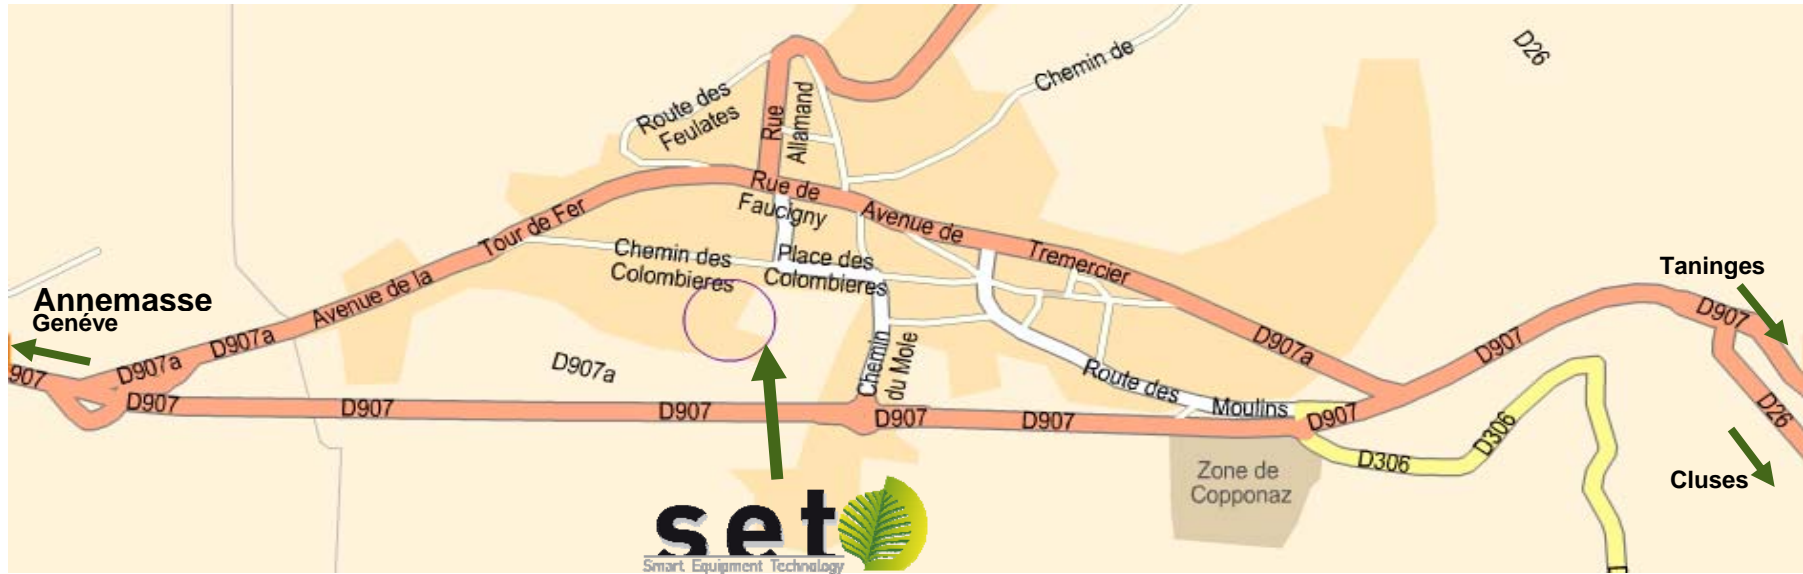 D26
Chemin de
Route des
Feulates
Rue
Allamand
Rue de
Faucigny
Avenue de
Tremercier
Tour de Fer
Avenue de la
Chemin des
Colombieres
Place des
Colombieres
Taninges
Annemasse
Genéve
D907
D907a
D907a
D907a
D907a
D907
907
Chemin
du Mole
Route des
Moulins
D907
D907
D907
D907
D907
D907
D26
D306
D306
Zone de
Copponaz
Cluses
set
Smart Equipment Technology